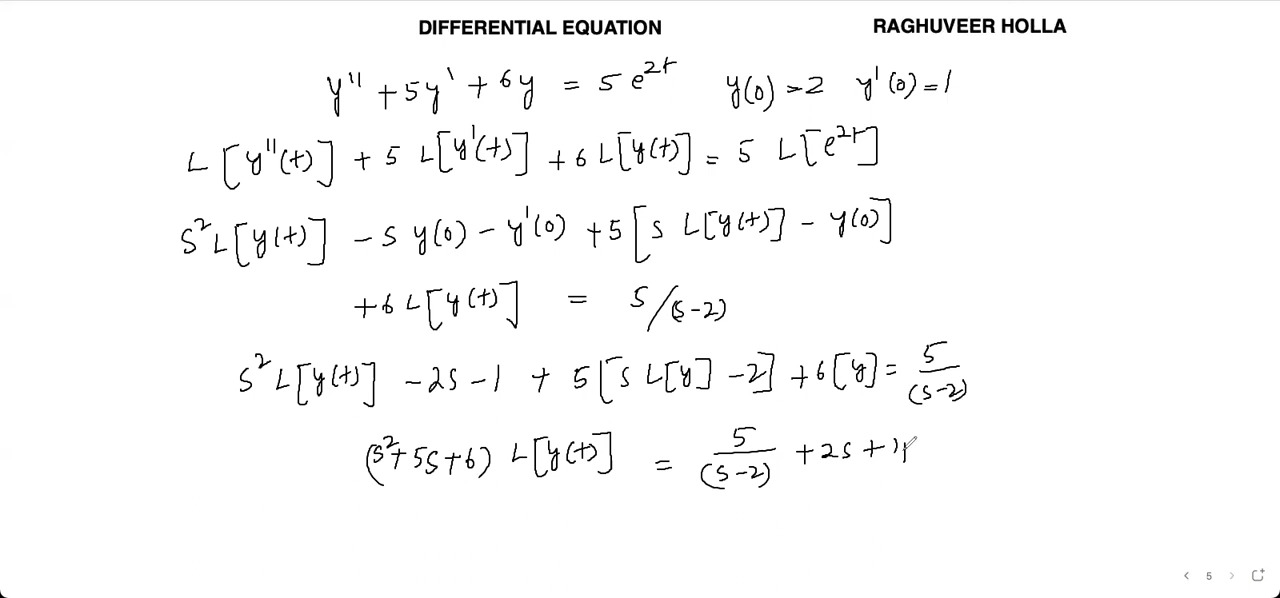 DIFFERENTIAL EQUATION RAGHUVEER HOLLA
y'' + 5y' + 6y = 5 e^2t y(0) = 2 y'(0) = 1
L[y''(t)] + 5 L[y'(t)] + 6 L[y(t)] = 5 L[e^2t]
s^2 L[y(t)] - s y(0) - y'(0) + 5[s L[y(t)] - y(0)]
+ 6 L[y(t)] = 5/(s-2)
s^2 L[y(t)] - 2s - 1 + 5[s L[y] - 2] + 6[y] = 5/(s-2)
(s^2 + 5s + 6) L[y(t)] = 5/(s-2) + 2s +
5